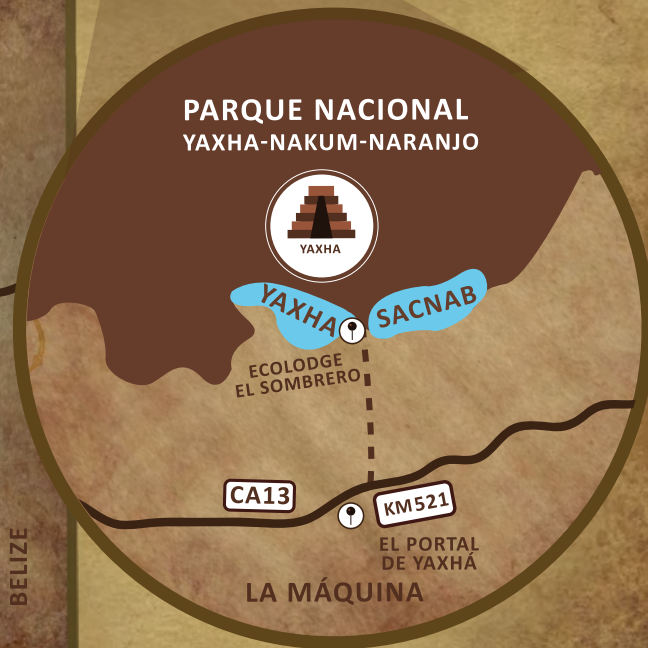 PARQUE NACIONAL
YAXHA-NAKUM-NARANJO
YAXHA
YAXHA
SACNAB
ECOLODGE
EL SOMBRERO
CA13
KM521
EL PORTAL
DE YAXHÁ
LA MÁQUINA
BELIZE